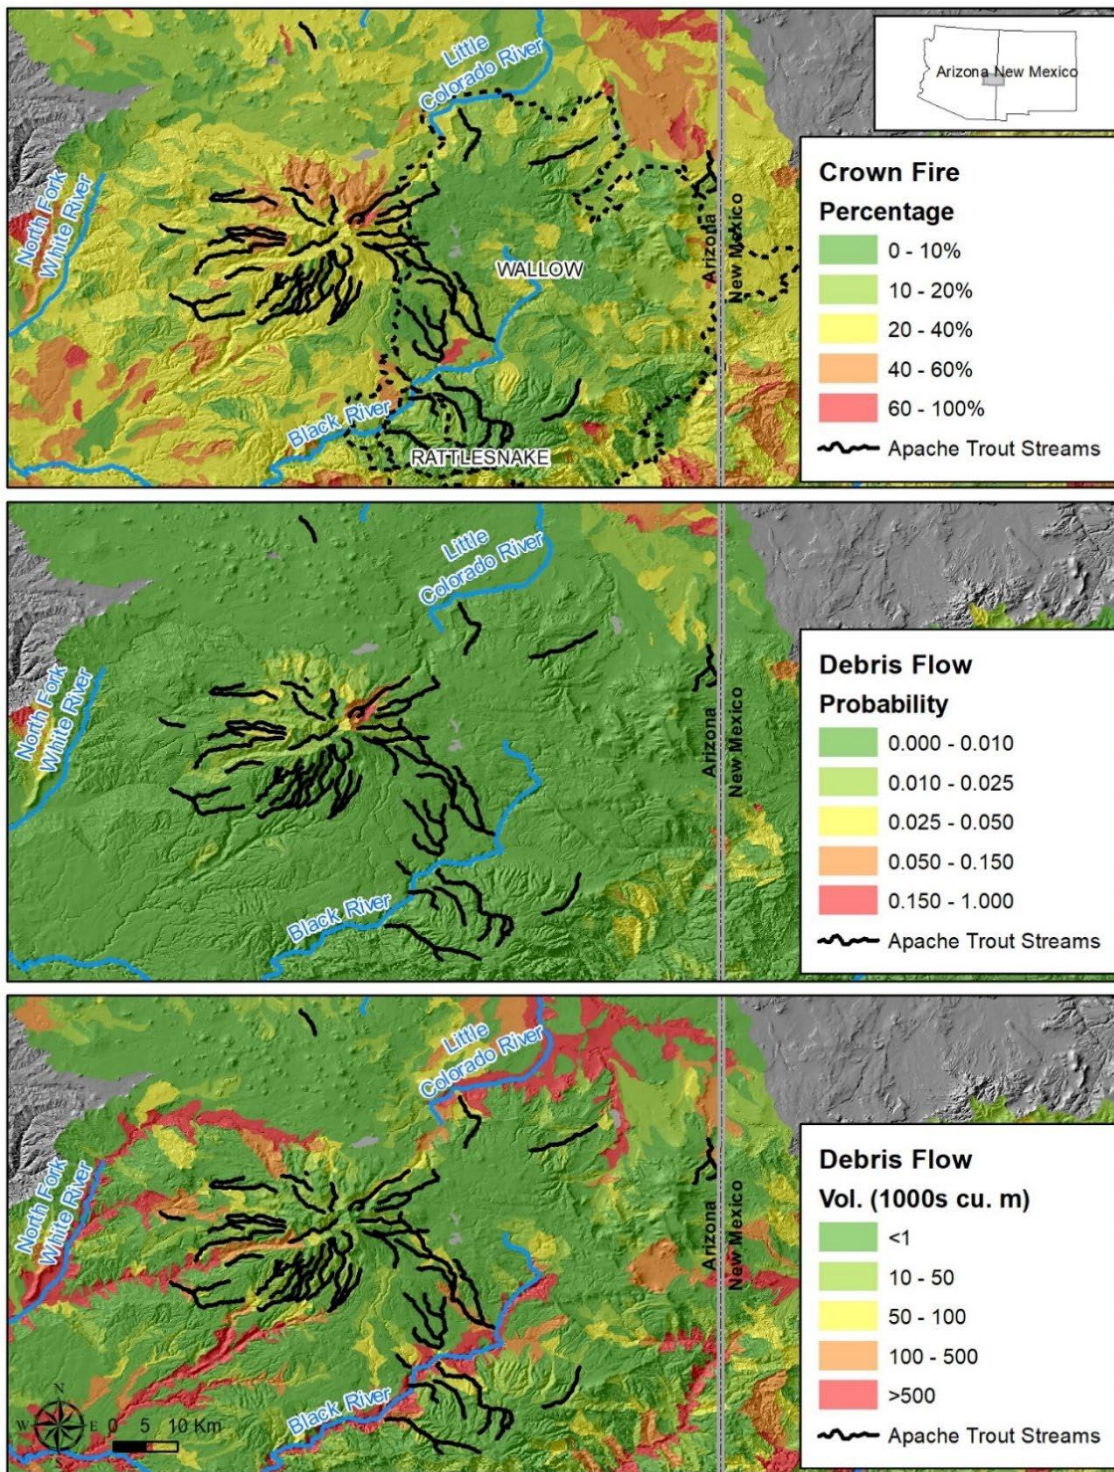 Little
Colorado River
Arizona New Mexico
North Fork
White River
WALLOW
Arizona
New Mexico
Black River
RATTLESNAKE
Crown Fire
Percentage
0 - 10%
10 - 20%
20 - 40%
40 - 60%
60 - 100%
Apache Trout Streams
Little
Colorado River
North Fork
White River
Arizona
New Mexico
Black River
Debris Flow
Probability
0.000 - 0.010
0.010 - 0.025
0.025 - 0.050
0.050 - 0.150
0.150 - 1.000
Apache Trout Streams
Little
Colorado River
North Fork
White River
Arizona
New Mexico
Black River
Debris Flow
Vol. (1000s cu. m)
<1
10 - 50
50 - 100
100 - 500
>500
Apache Trout Streams
N
W E
S
0 5 10 Km